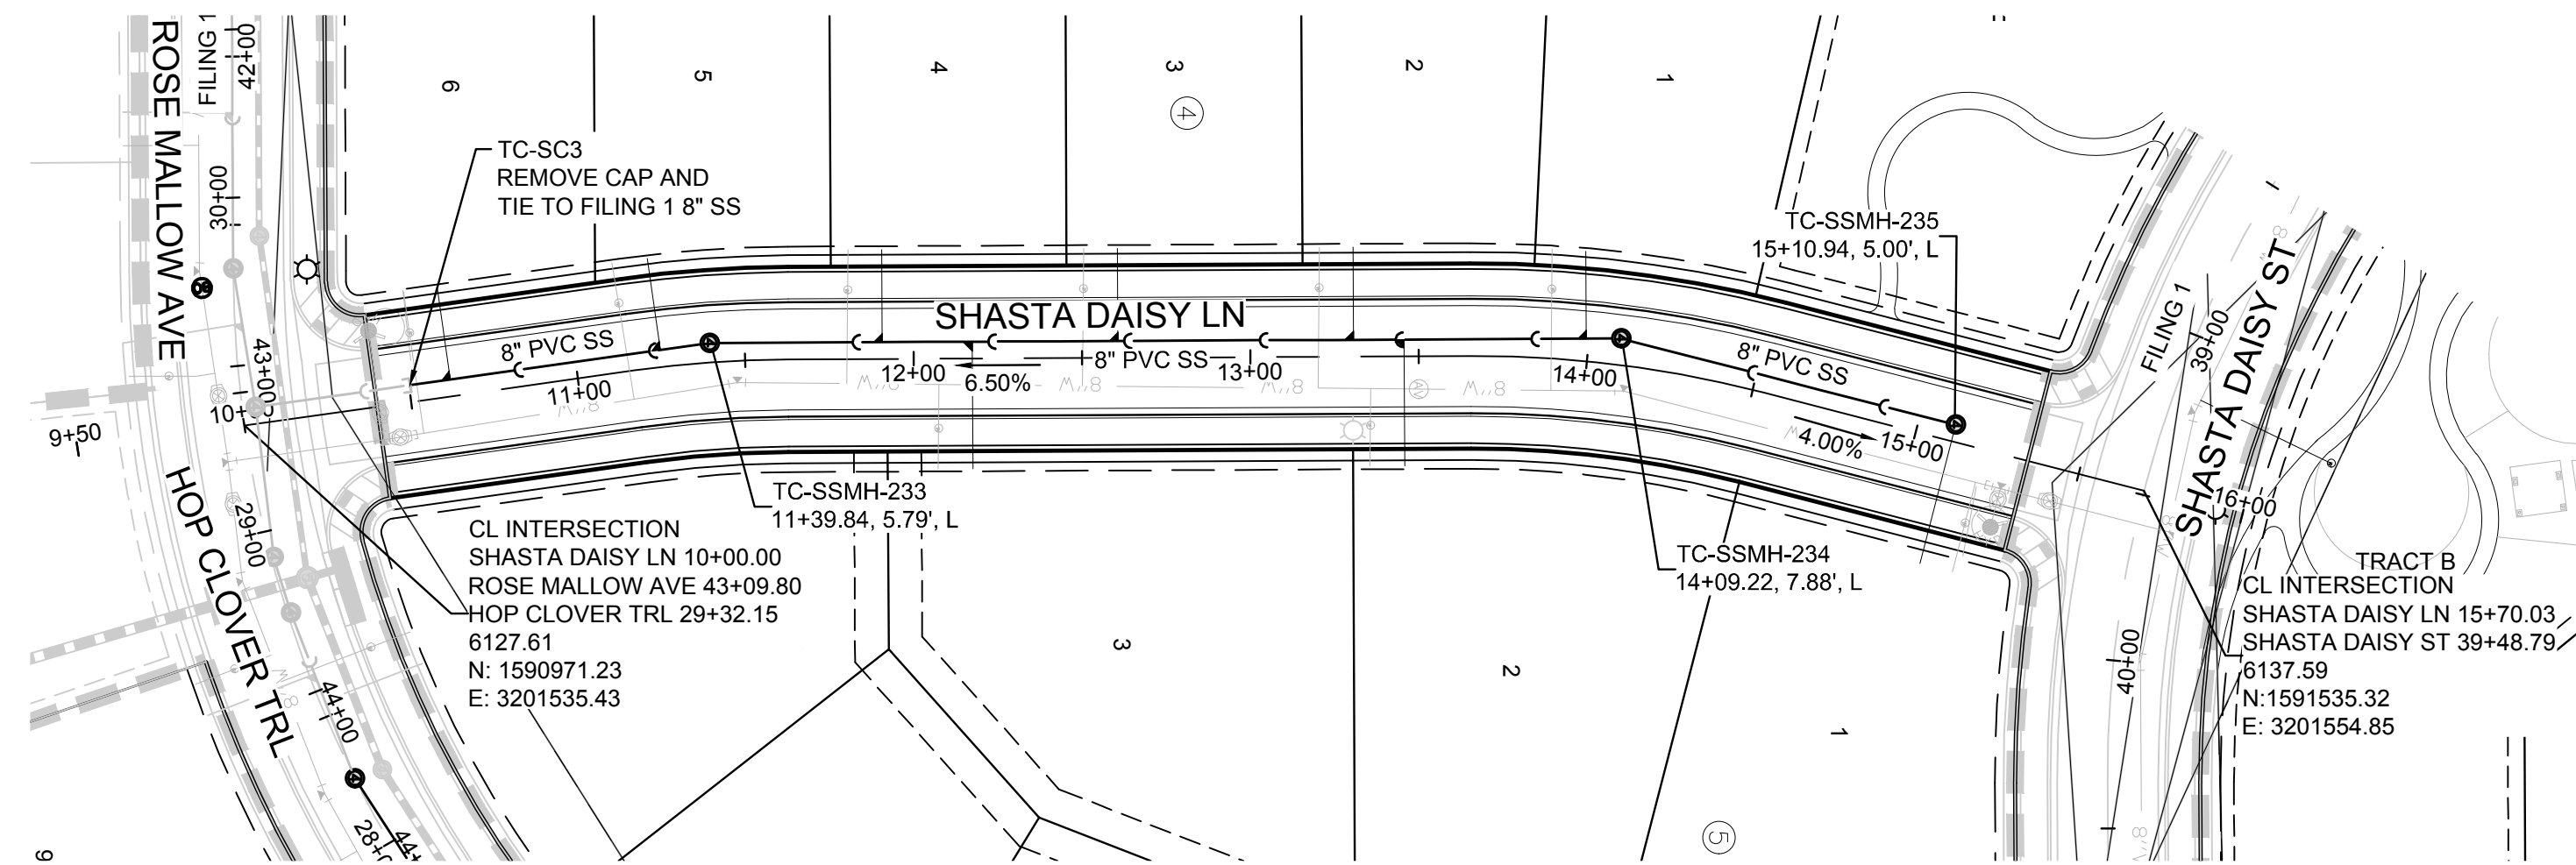 ROSE MALLOW AVE
FILING 1
42+00
30+00
43+00
10+
9+50
HOP CLOVER TRL
29+00
44+00
28+
44+
9
6
5
4
3
2
1
4
TC-SC3
REMOVE CAP AND
TIE TO FILING 1 8" SS
8" PVC SS
11+00
8"W
SHASTA DAISY LN
12+00
6.50%
8" PVC SS
13+00
8"W
8"W
8"W
14+00
8" PVC SS
4.00%
15+00
TC-SSMH-235
15+10.94, 5.00', L
TC-SSMH-233
11+39.84, 5.79', L
TC-SSMH-234
14+09.22, 7.88', L
CL INTERSECTION
SHASTA DAISY LN 10+00.00
ROSE MALLOW AVE 43+09.80
HOP CLOVER TRL 29+32.15
6127.61
N: 1590971.23
E: 3201535.43
3
2
1
5
FILING 1
39+00
SHASTA DAISY ST
16+00
40+00
TRACT B
CL INTERSECTION
SHASTA DAISY LN 15+70.03
SHASTA DAISY ST 39+48.79
6137.59
N:1591535.32
E: 3201554.85